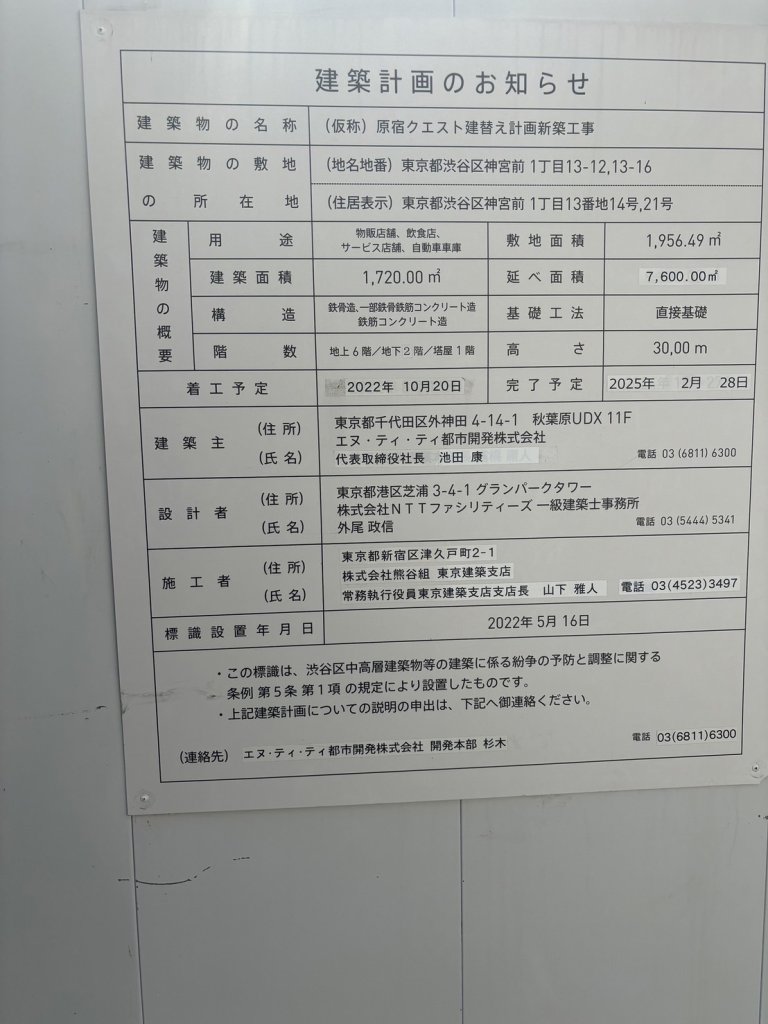 建築計画のお知らせ
建築物の名称 (仮称) 原宿クエスト建替え計画新築工事
建築物の敷地の所在地 (地名地番) 東京都渋谷区神宮前 1丁目13-12,13-16
(住居表示) 東京都渋谷区神宮前 1丁目13番地14号,21号
建築物の概要
用途 物販店舗、飲食店、
サービス店舗、自動車車庫
敷地面積 1,956.49 ㎡
建築面積 1,720.00 ㎡
延べ面積 7,600.00㎡
構造 鉄骨造、一部鉄骨鉄筋コンクリート造
鉄筋コンクリート造
基礎工法 直接基礎
階数 地上6階/地下2階/塔屋1階
高さ 30,00 m
着工予定 2022年 10月20日
完了予定 2025年 2月 28日
建築主 (住所) 東京都千代田区外神田 4-14-1 秋葉原UDX 11F
エヌ・ティ・ティ都市開発株式会社
(氏名) 代表取締役社長 池田 康 電話 03 (6811) 6300
設計者 (住所) 東京都港区芝浦 3-4-1 グランパークタワー
株式会社NTTファシリティーズ 一級建築士事務所
(氏名) 外尾 政信 電話 03 (5444) 5341
施工者 (住所) 東京都新宿区津久戸町2-1
株式会社熊谷組 東京建築支店
(氏名) 常務執行役員東京建築支店支店長 山下 雅人 電話 03(4523)3497
標識設置年月日 2022年 5月 16日
・この標識は、渋谷区中高層建築物等の建築に係る紛争の予防と調整に関する
条例 第5条 第1項 の規定により設置したものです。
・上記建築計画についての説明の申出は、下記へ御連絡ください。
(連絡先) エヌ・ティ・ティ都市開発株式会社 開発本部 杉木 電話 03(6811)6300